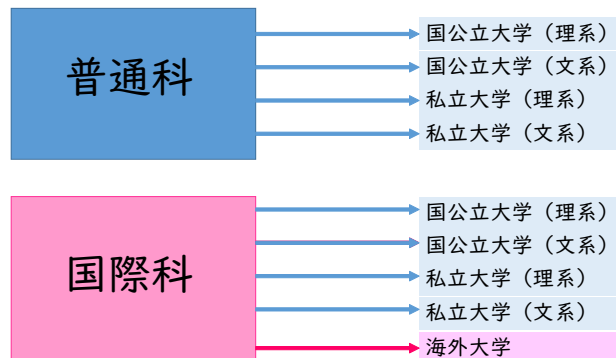 普通科
国公立大学（理系）
国公立大学（文系）
私立大学（理系）
私立大学（文系）
国際科
国公立大学（理系）
国公立大学（文系）
私立大学（理系）
私立大学（文系）
海外大学